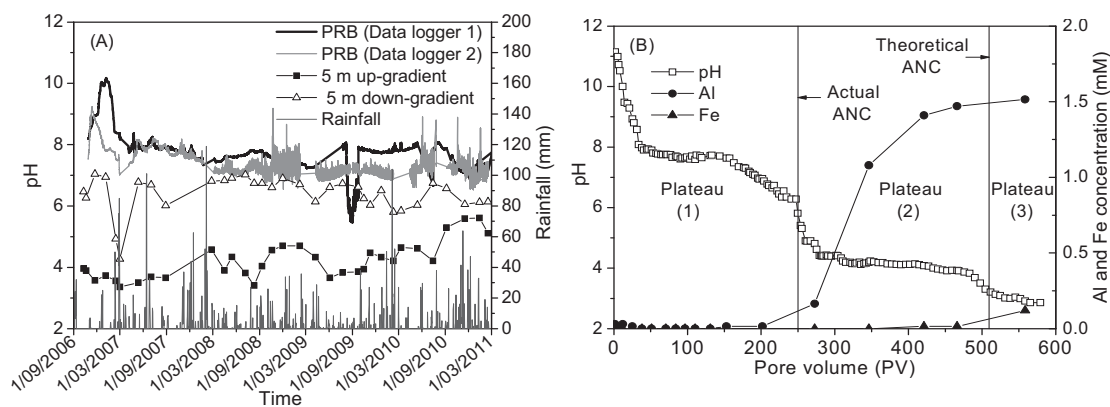 (A)
PRB (Data logger 1)
PRB (Data logger 2)
5 m up-gradient
5 m down-gradient
Rainfall
12
10
8
6
4
2
pH
200
180
160
140
120
100
80
60
40
20
0
Rainfall (mm)
1/09/2006
1/03/2007
1/09/2007
1/03/2008
1/09/2008
1/03/2009
1/09/2009
1/03/2010
1/09/2010
1/03/2011
Time
(B)
pH
Al
Fe
Theoretical
ANC
Actual
ANC
Plateau
(1)
Plateau
(2)
Plateau
(3)
12
10
8
6
4
2
pH
2.0
1.5
1.0
0.5
0.0
Al and Fe concentration (mM)
0
100
200
300
400
500
600
Pore volume (PV)